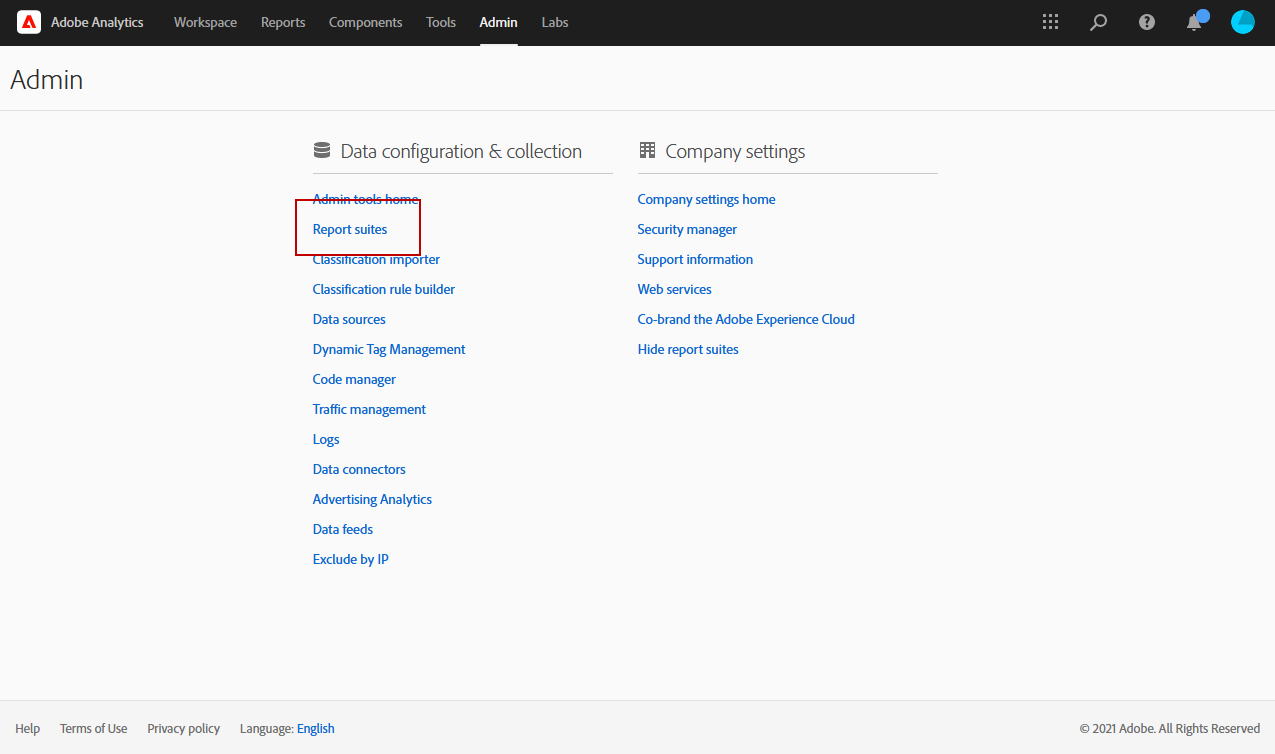 Adobe Analytics Workspace Reports Components Tools Admin Labs
Admin
Data configuration & collection
Admin tools home
Report suites
Classification importer
Classification rule builder
Data sources
Dynamic Tag Management
Code manager
Traffic management
Logs
Data connectors
Advertising Analytics
Data feeds
Exclude by IP
Company settings
Company settings home
Security manager
Support information
Web services
Co-brand the Adobe Experience Cloud
Hide report suites
Help Terms of Use Privacy policy Language: English © 2021 Adobe. All Rights Reserved